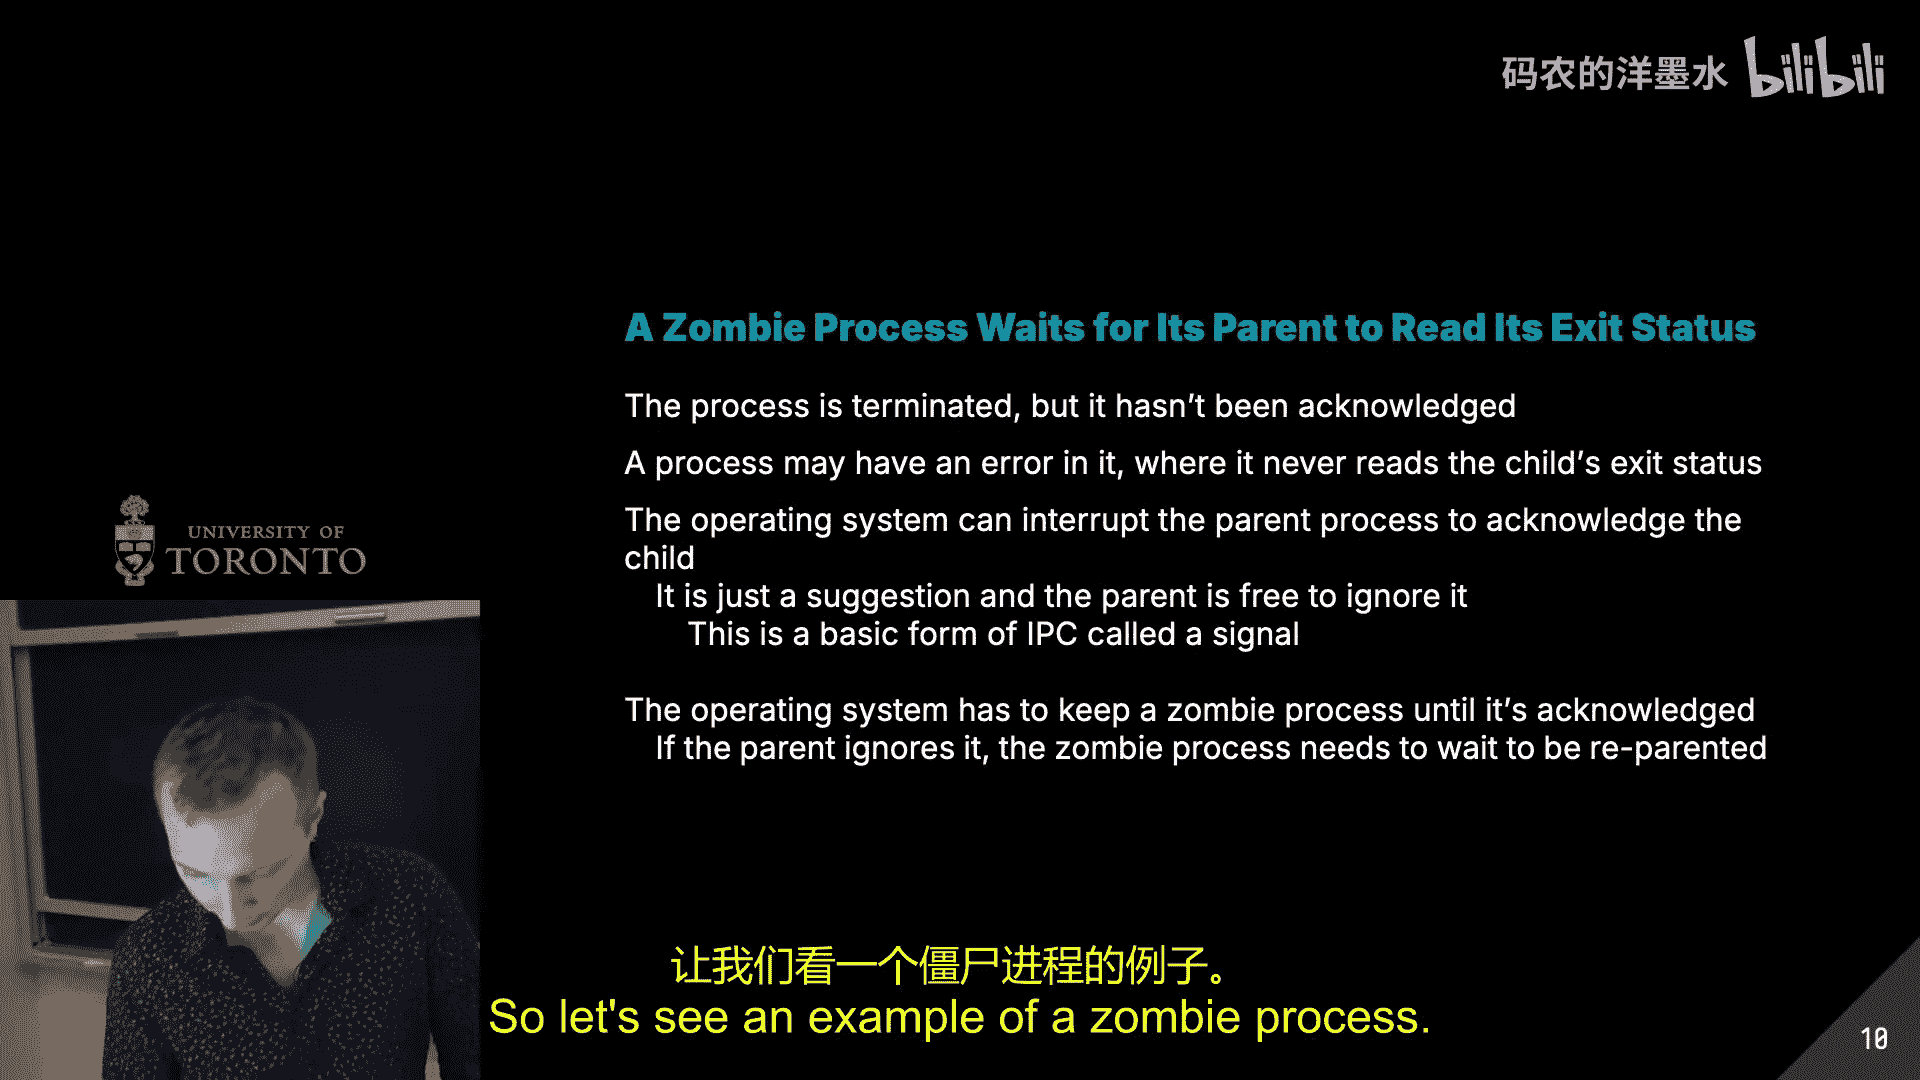 码农的洋墨水 bilibili
A Zombie Process Waits for Its Parent to Read Its Exit Status
The process is terminated, but it hasn’t been acknowledged
A process may have an error in it, where it never reads the child’s exit status
The operating system can interrupt the parent process to acknowledge the
child
It is just a suggestion and the parent is free to ignore it
This is a basic form of IPC called a signal
The operating system has to keep a zombie process until it’s acknowledged
If the parent ignores it, the zombie process needs to wait to be re-parented
UNIVERSITY OF
TORONTO
让我们看一个僵尸进程的例子。
So let's see an example of a zombie process.
10